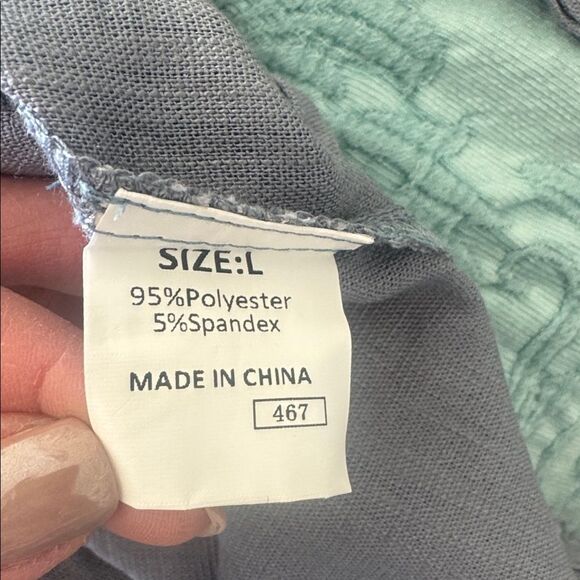 SIZE:L
95%Polyester
5%Spandex
MADE IN CHINA
467